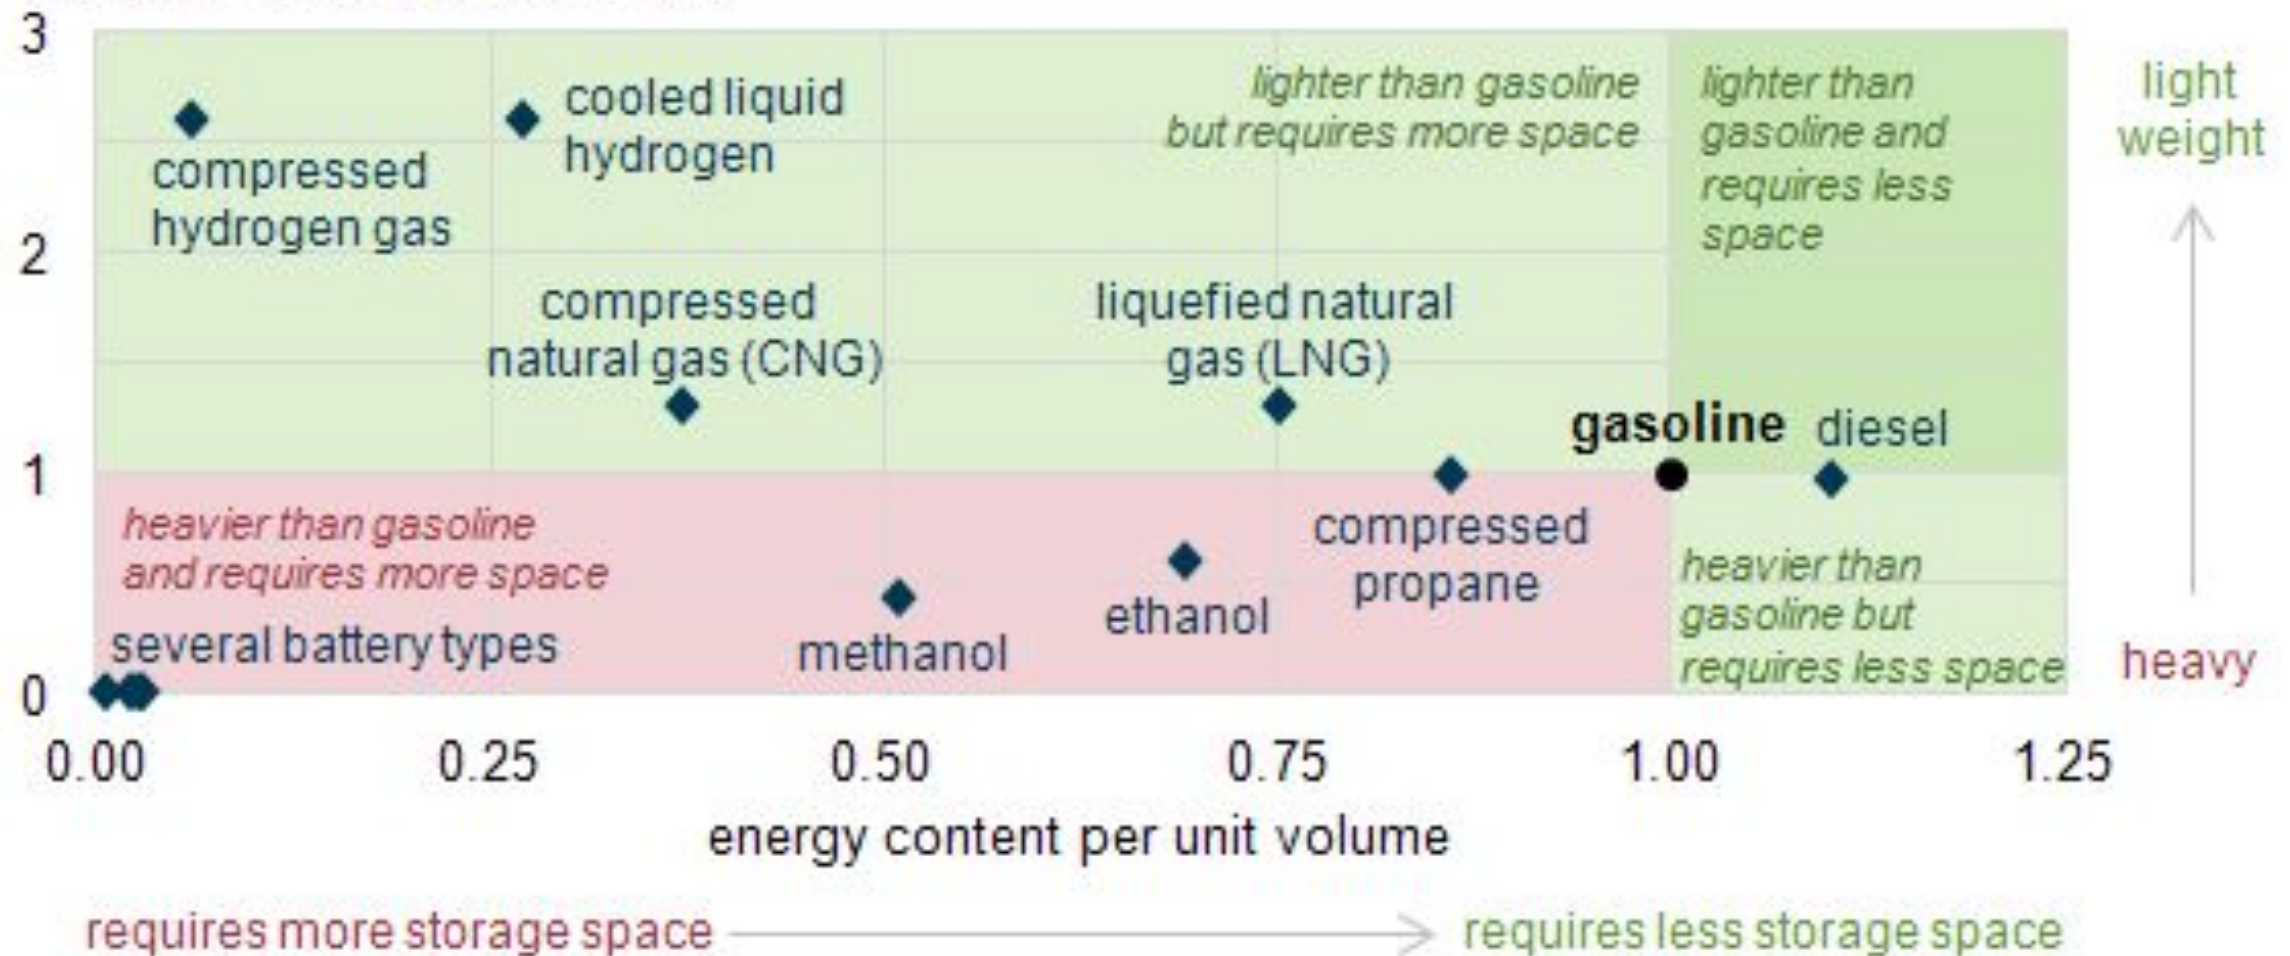 3
cooled liquid
hydrogen
compressed
hydrogen gas
lighter than gasoline
but requires more space
lighter than
gasoline and
requires less
space
light
weight
2
compressed
natural gas (CNG)
liquefied natural
gas (LNG)
gasoline
diesel
1
heavier than gasoline
and requires more space
compressed
propane
ethanol
methanol
several battery types
heavier than
gasoline but
requires less space
heavy
0
0.00 0.25 0.50 0.75 1.00 1.25
energy content per unit volume
requires more storage space
requires less storage space